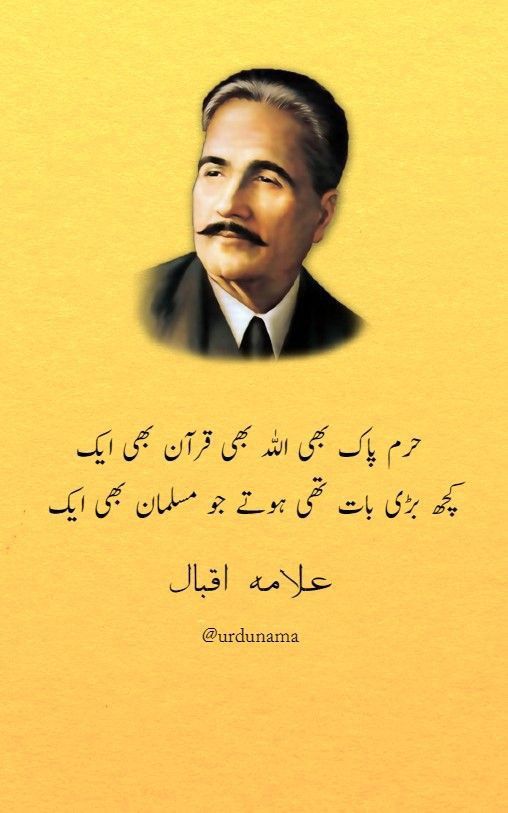 حرم پاک بھی اللہ بھی قرآن بھی ایک
کچھ بڑی بات تھی ہوتے جو مسلمان بھی ایک
علامہ اقبال
@urdunama